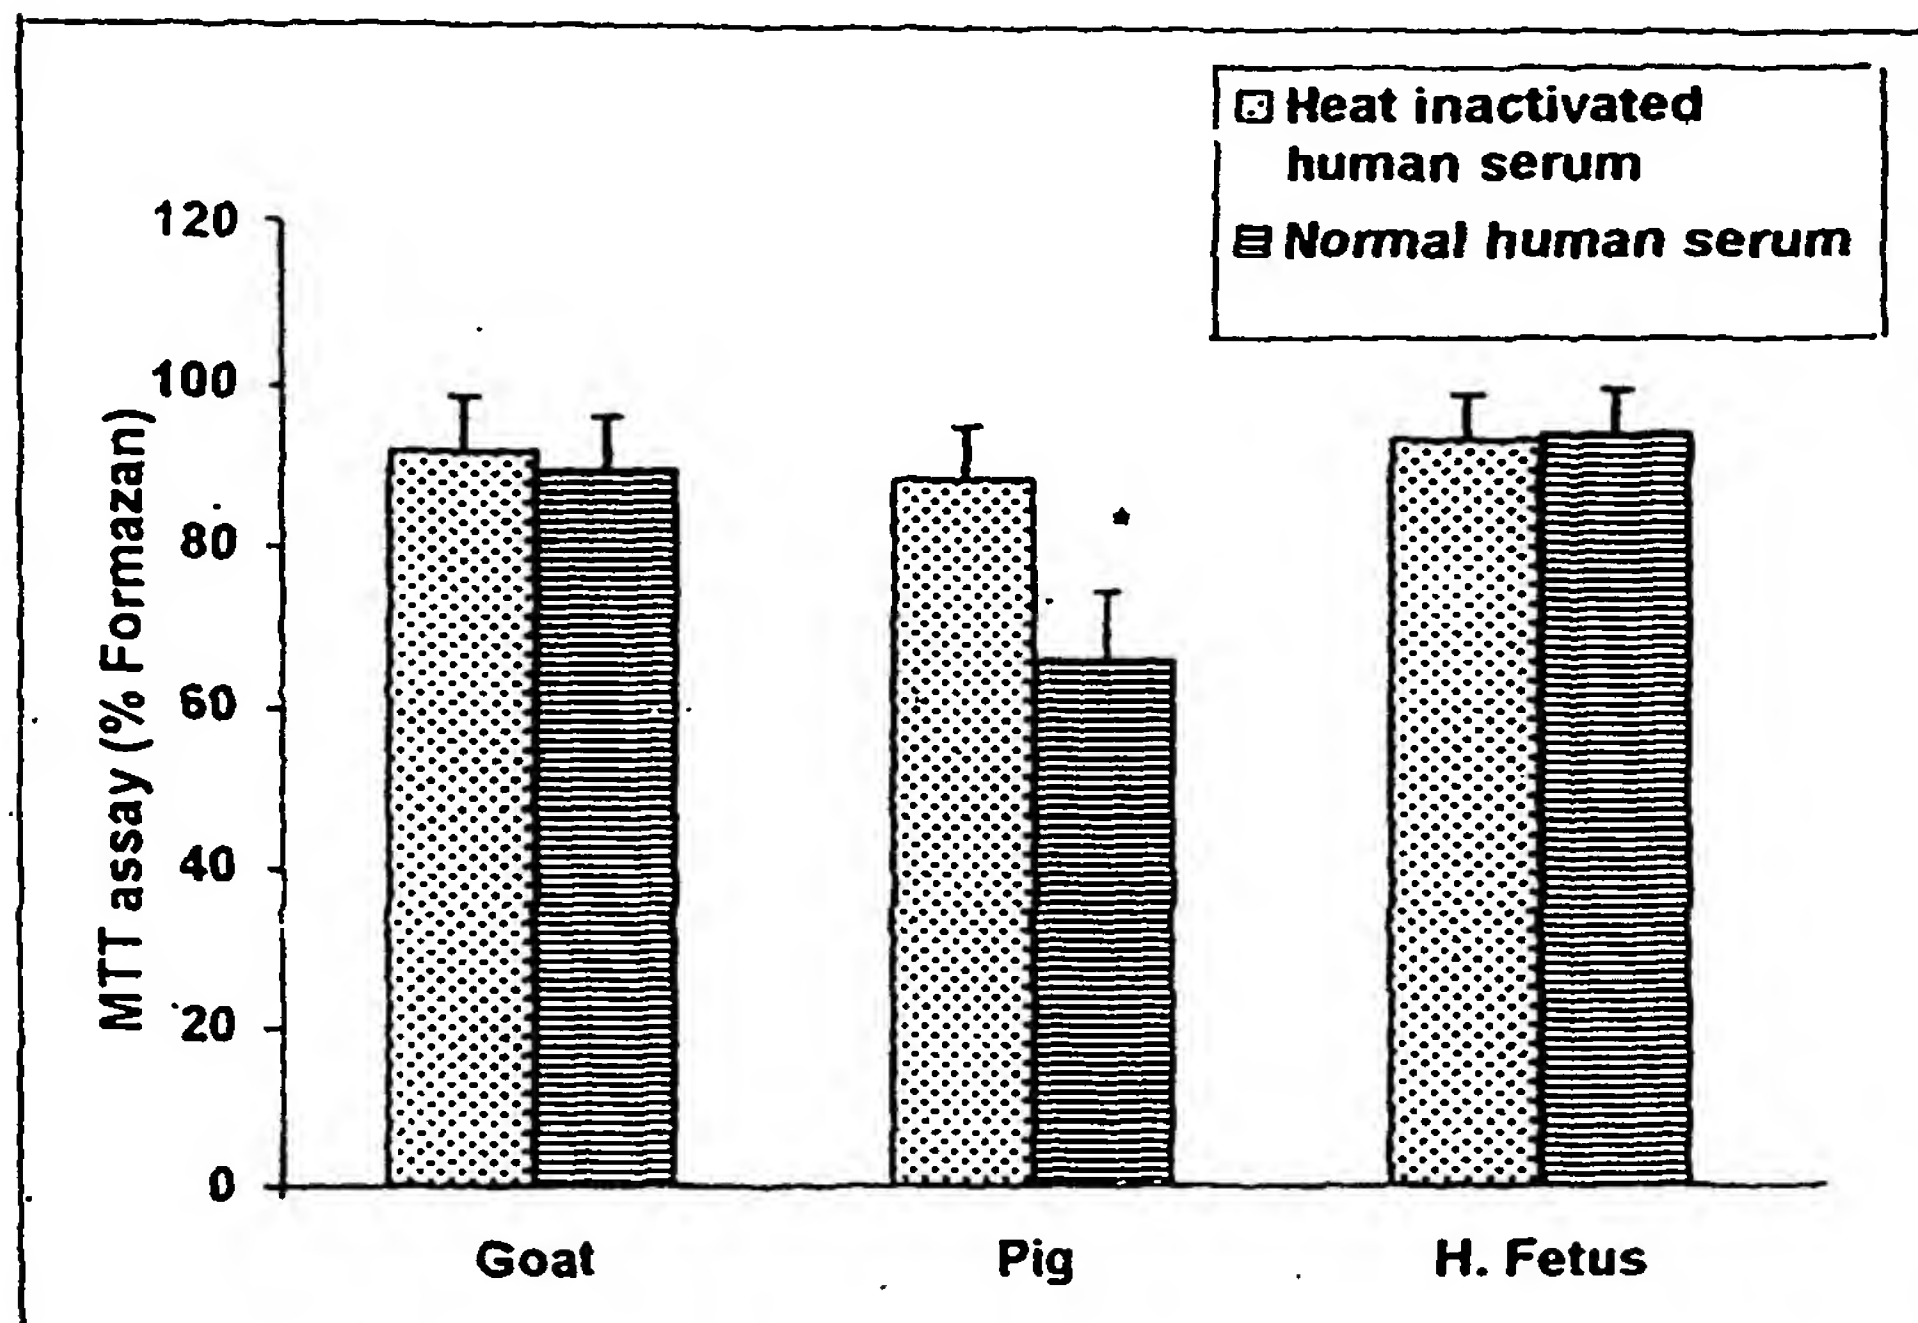 Heat inactivated
human serum
Normal human serum
120
100
80
60
40
20
0
MTT assay (% Formazan)
Goat
Pig
H. Fetus